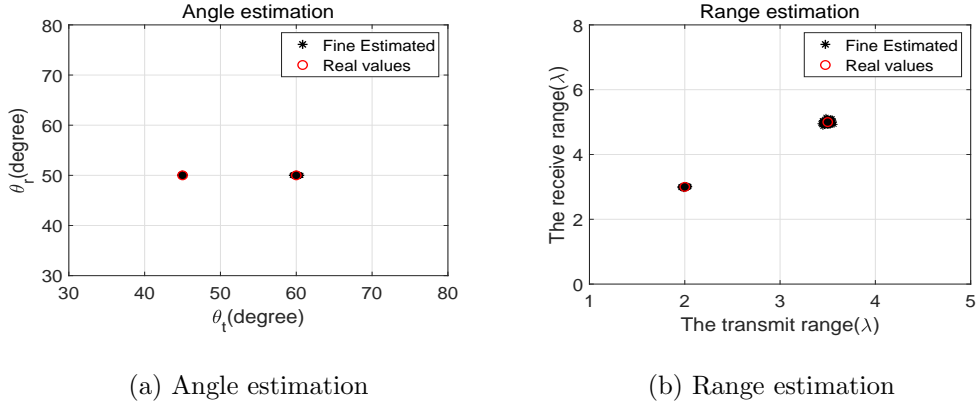 Angle estimation
80
70
60
50
40
30
θr(degree)
Fine Estimated
Real values
30 40 50 60 70 80
θt(degree)
(a) Angle estimation
Range estimation
8
6
4
2
0
The receive range(λ)
Fine Estimated
Real values
1 2 3 4 5
The transmit range(λ)
(b) Range estimation